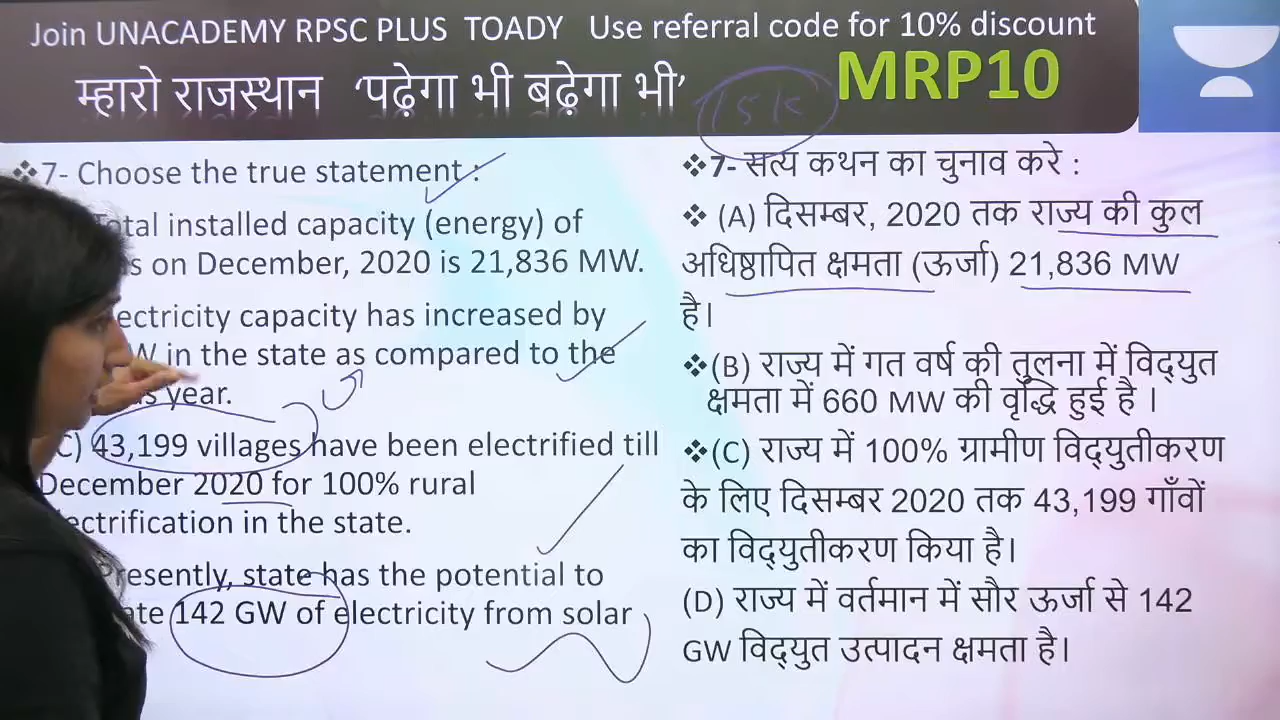 Join UNACADEMY RPSC PLUS TOADY Use referral code for 10% discount
म्हारो राजस्थान ‘पढ़ेगा भी बढ़ेगा भी’ MRP10
❖7- Choose the true statement :
otal installed capacity (energy) of
s on December, 2020 is 21,836 MW.
ectricity capacity has increased by
W in the state as compared to the
s year.
C) 43,199 villages have been electrified till
December 2020 for 100% rural
ectrification in the state.
Presently, state has the potential to
ate 142 GW of electricity from solar
❖7- सत्य कथन का चुनाव करे :
❖ (A) दिसम्बर, 2020 तक राज्य की कुल
अधिष्ठापित क्षमता (ऊर्जा) 21,836 MW
है।
❖(B) राज्य में गत वर्ष की तुलना में विद्युत
क्षमता में 660 MW की वृद्धि हुई है ।
❖(C) राज्य में 100% ग्रामीण विद्युतीकरण
के लिए दिसम्बर 2020 तक 43,199 गाँवों
का विद्युतीकरण किया है।
(D) राज्य में वर्तमान में सौर ऊर्जा से 142
GW विद्युत उत्पादन क्षमता है।